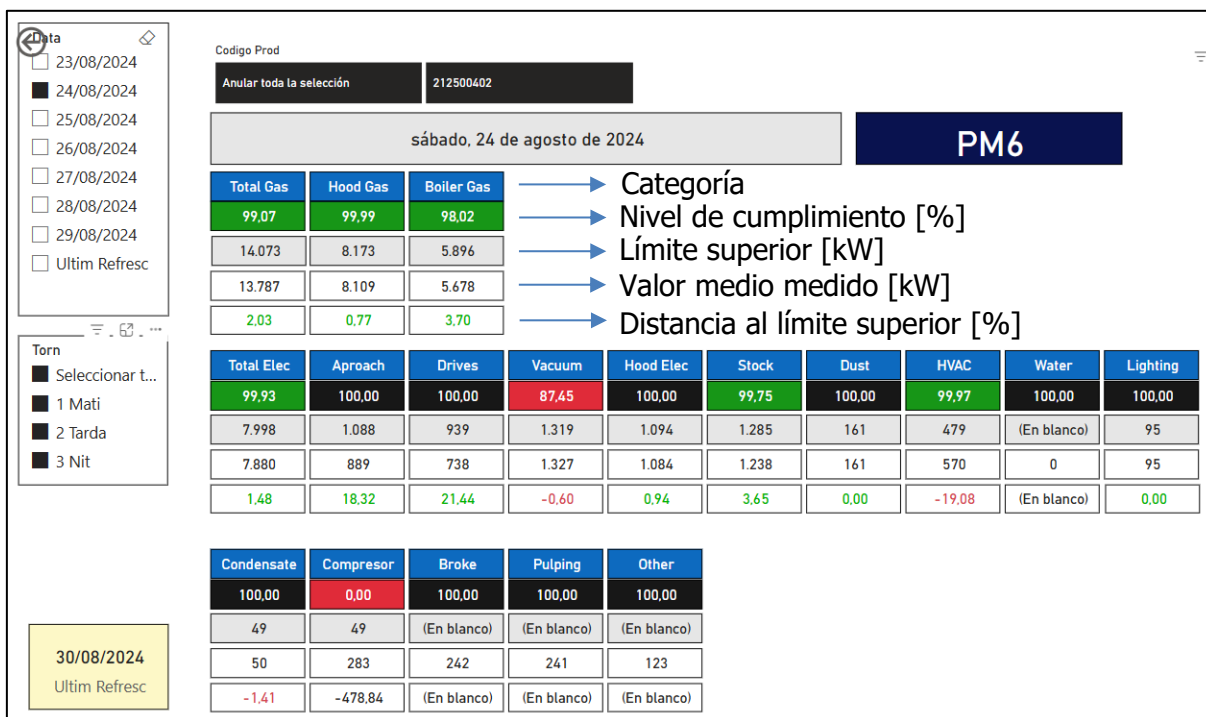 Data
23/08/2024
24/08/2024
25/08/2024
26/08/2024
27/08/2024
28/08/2024
29/08/2024
Ultim Refresc
Torn
Seleccionar t...
1 Mati
2 Tarda
3 Nit
30/08/2024
Ultim Refresc
Codigo Prod
Anular toda la selección 212500402
sábado, 24 de agosto de 2024 PM6
Total Gas Hood Gas Boiler Gas Categoría
99,07 99,99 98,02 Nivel de cumplimiento [%]
14.073 8.173 5.896 Límite superior [kW]
13.787 8.109 5.678 Valor medio medido [kW]
2,03 0,77 3,70 Distancia al límite superior [%]
Total Elec Aproach Drives Vacuum Hood Elec Stock Dust HVAC Water Lighting
99,93 100,00 100,00 87,45 100,00 99,75 100,00 99,97 100,00 100,00
7.998 1.088 939 1.319 1.094 1.285 161 479 (En blanco) 95
7.880 889 738 1.327 1.084 1.238 161 570 0 95
1,48 18,32 21,44 -0,60 0,94 3,65 0,00 -19,08 (En blanco) 0,00
Condensate Compresor Broke Pulping Other
100,00 0,00 100,00 100,00 100,00
49 49 (En blanco) (En blanco) (En blanco)
50 283 242 241 123
-1,41 -478,84 (En blanco) (En blanco) (En blanco)